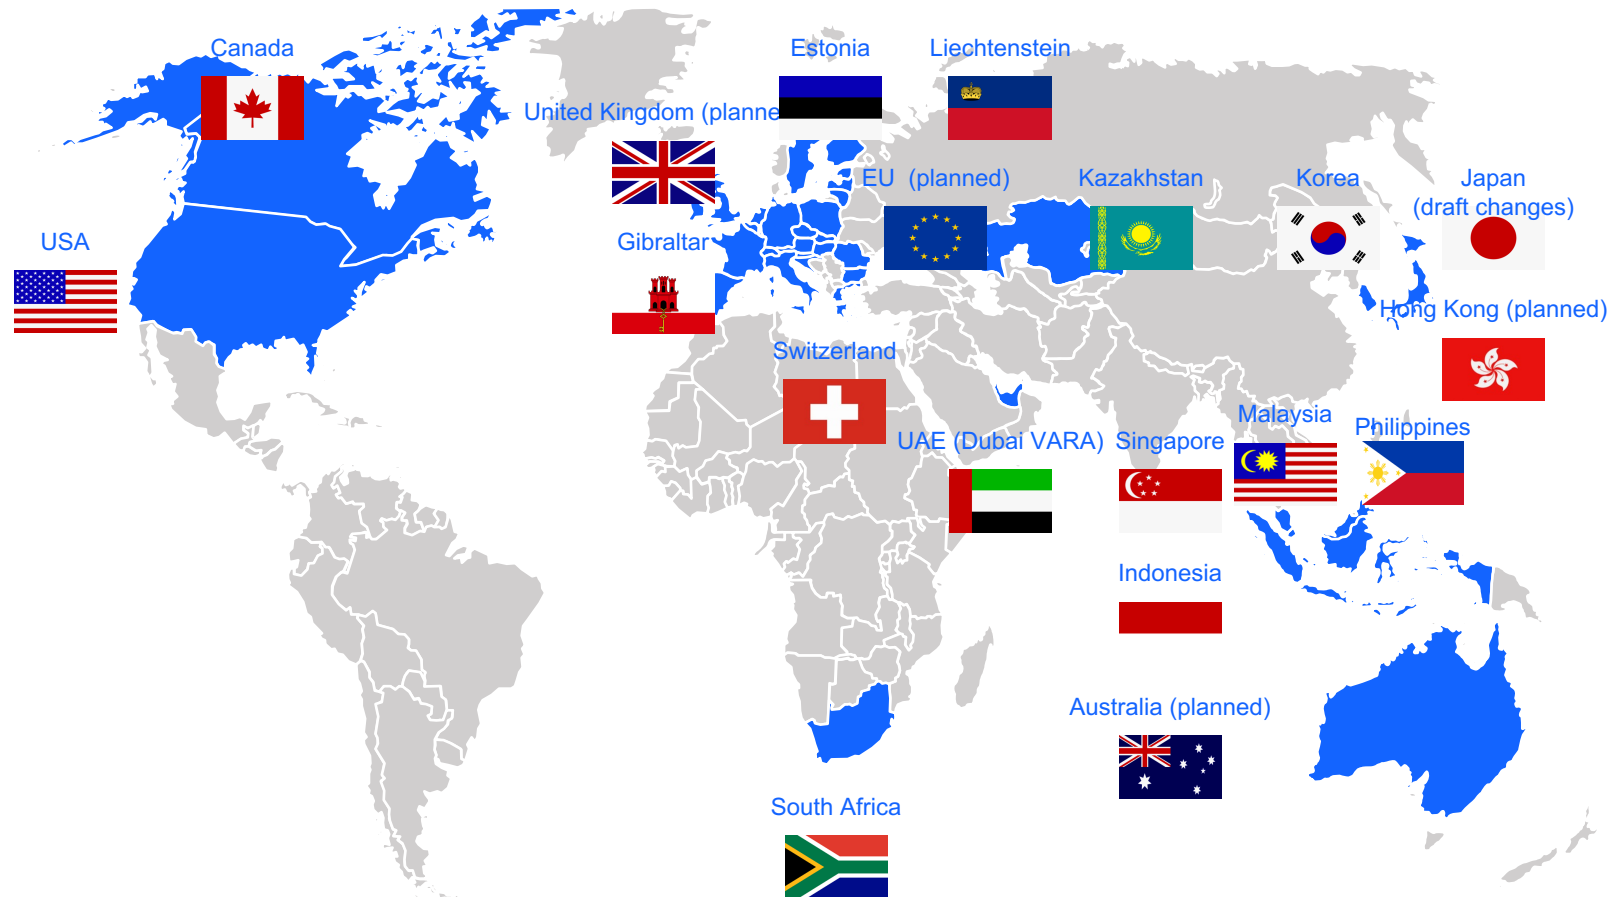 Canada
Estonia
Liechtenstein
United Kingdom (planne
EU (planned)
Kazakhstan
Korea
Japan
(draft changes)
USA
Gibraltar
Hong Kong (planned)
Switzerland
Malaysia
Philippines
UAE (Dubai VARA)
Singapore
Indonesia
Australia (planned)
South Africa